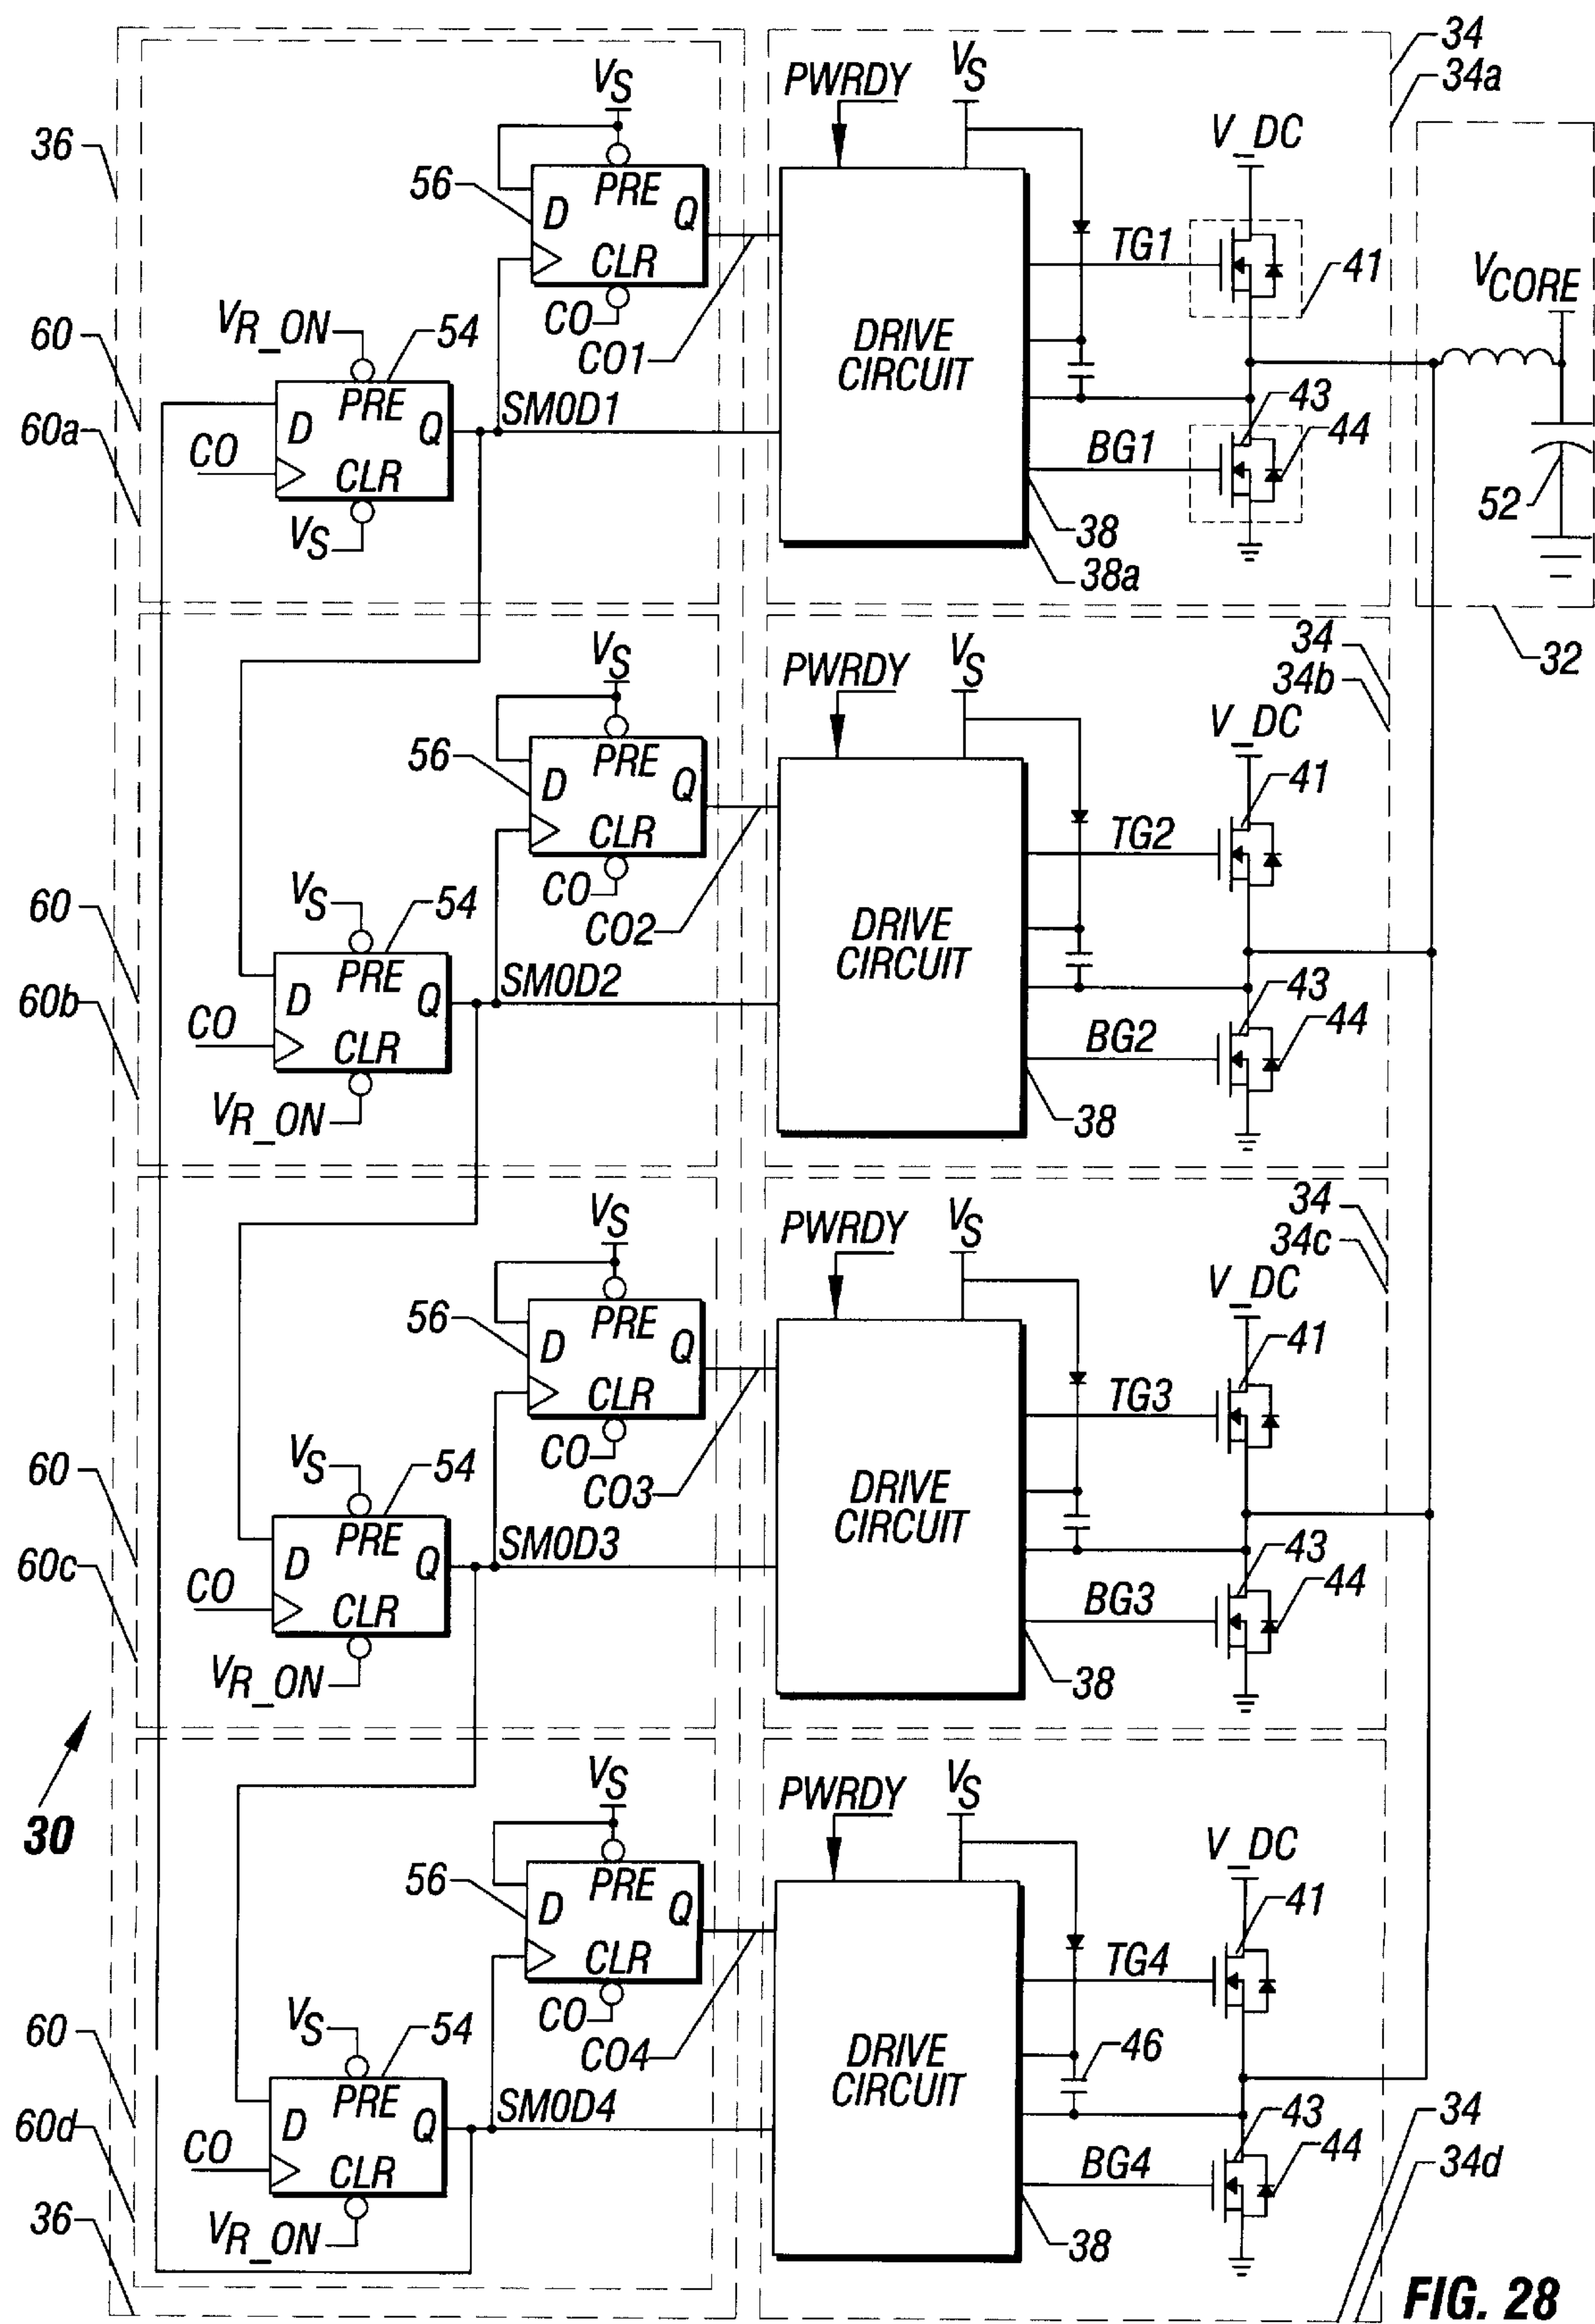 34
34a
PWRDY
VS
VS
V_DC
36
56
D
PRE
Q
CLR
TG1
41
VCORE
CO
CO1
VR_ON
54
60
DRIVE
CIRCUIT
43
44
60a
D
PRE
Q
SM0D1
CO
CLR
BG1
52
VS
38
38a
32
34
34b
PWRDY
VS
VS
V_DC
56
D
PRE
Q
CLR
41
TG2
CO
CO2
VS
54
60
DRIVE
CIRCUIT
60b
D
PRE
Q
SM0D2
43
44
CO
CLR
BG2
VR_ON
38
34
34c
PWRDY
VS
VS
V_DC
56
D
PRE
Q
CLR
41
TG3
CO
CO3
VS
54
60
DRIVE
CIRCUIT
60c
D
PRE
Q
SM0D3
43
44
CO
CLR
BG3
VR_ON
38
30
PWRDY
VS
VS
V_DC
56
D
PRE
Q
CLR
41
TG4
CO
CO4
VS
54
60
DRIVE
CIRCUIT
46
60d
D
PRE
Q
SM0D4
43
44
34
34d
CO
CLR
BG4
36
VR_ON
38
FIG. 28